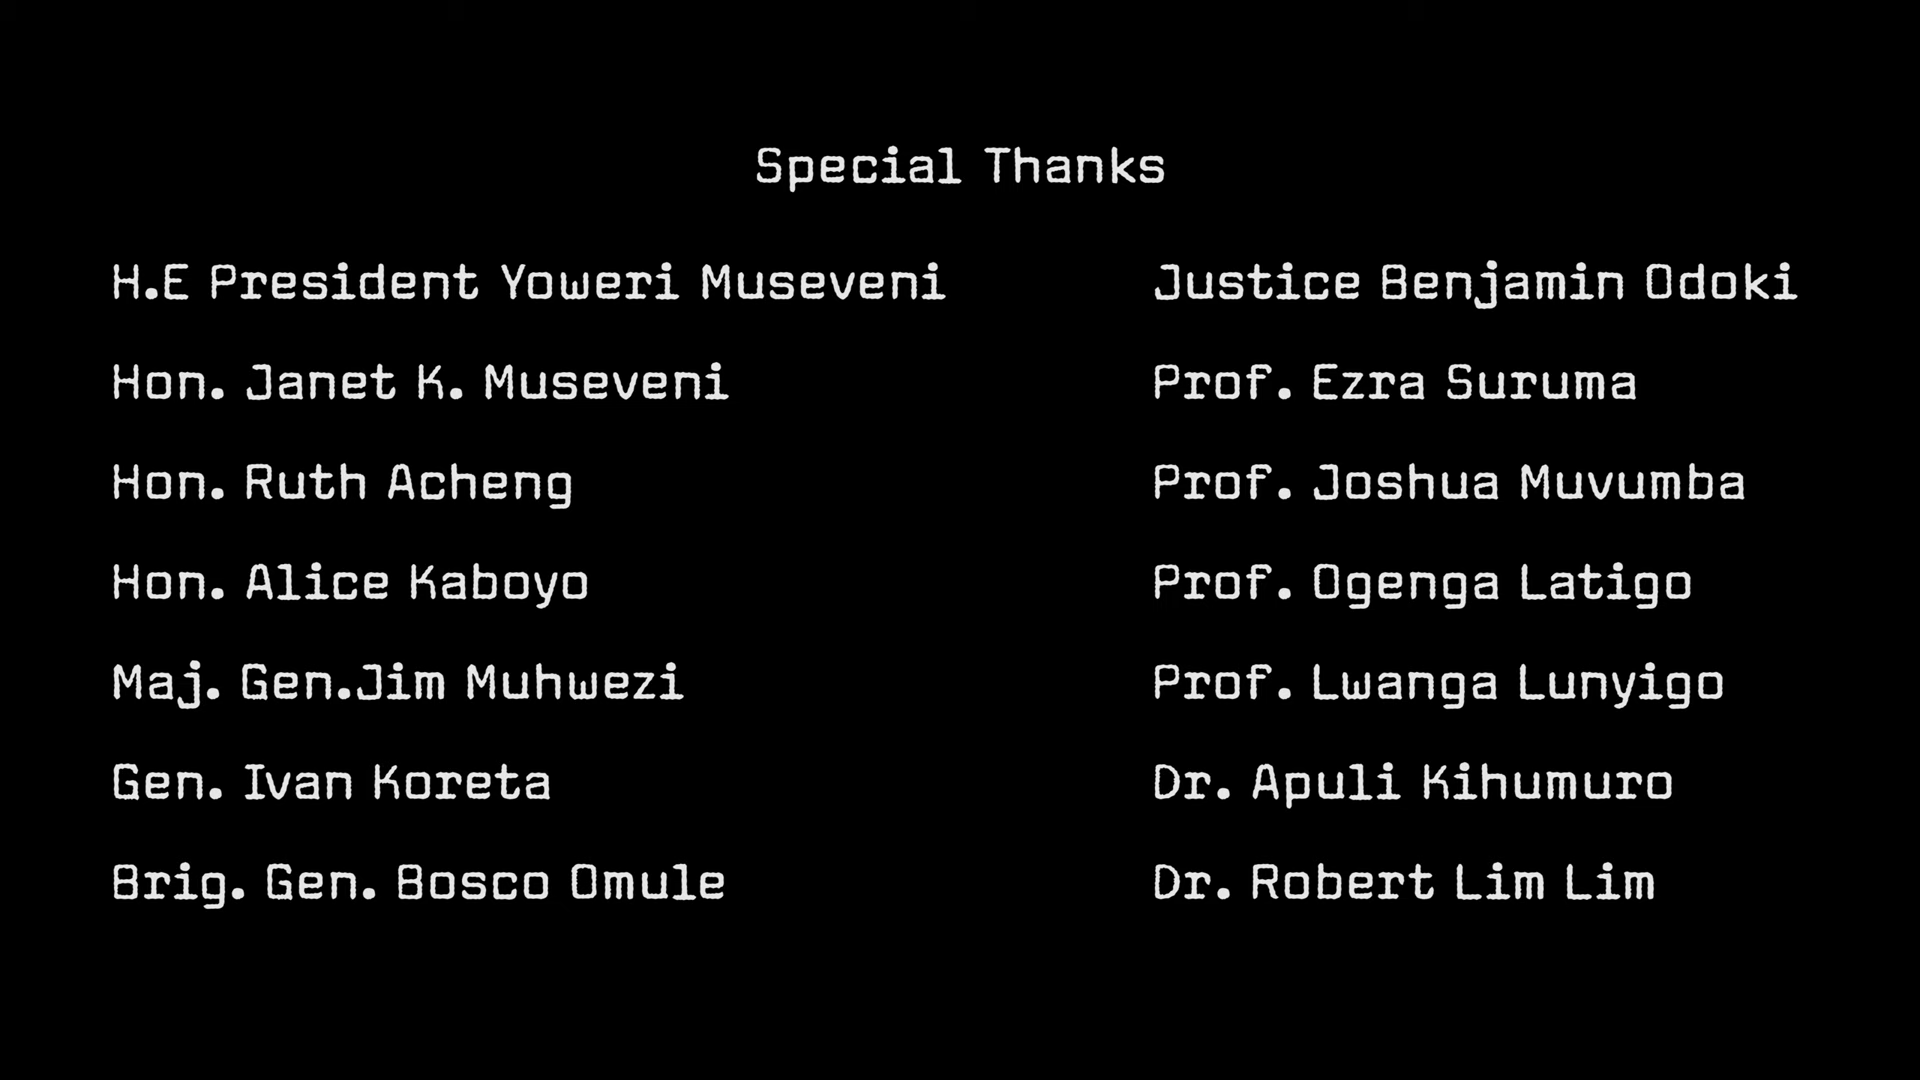 Special Thanks
H.E President Yoweri Museveni
Hon. Janet K. Museveni
Hon. Ruth Acheng
Hon. Alice Kaboyo
Maj. Gen.Jim Muhwezi
Gen. Ivan Koreta
Brig. Gen. Bosco Omule
Justice Benjamin Odoki
Prof. Ezra Suruma
Prof. Joshua Muvumba
Prof. Ogenga Latigo
Prof. Lwanga Lunyigo
Dr. Apuli Kihumuro
Dr. Robert Lim Lim